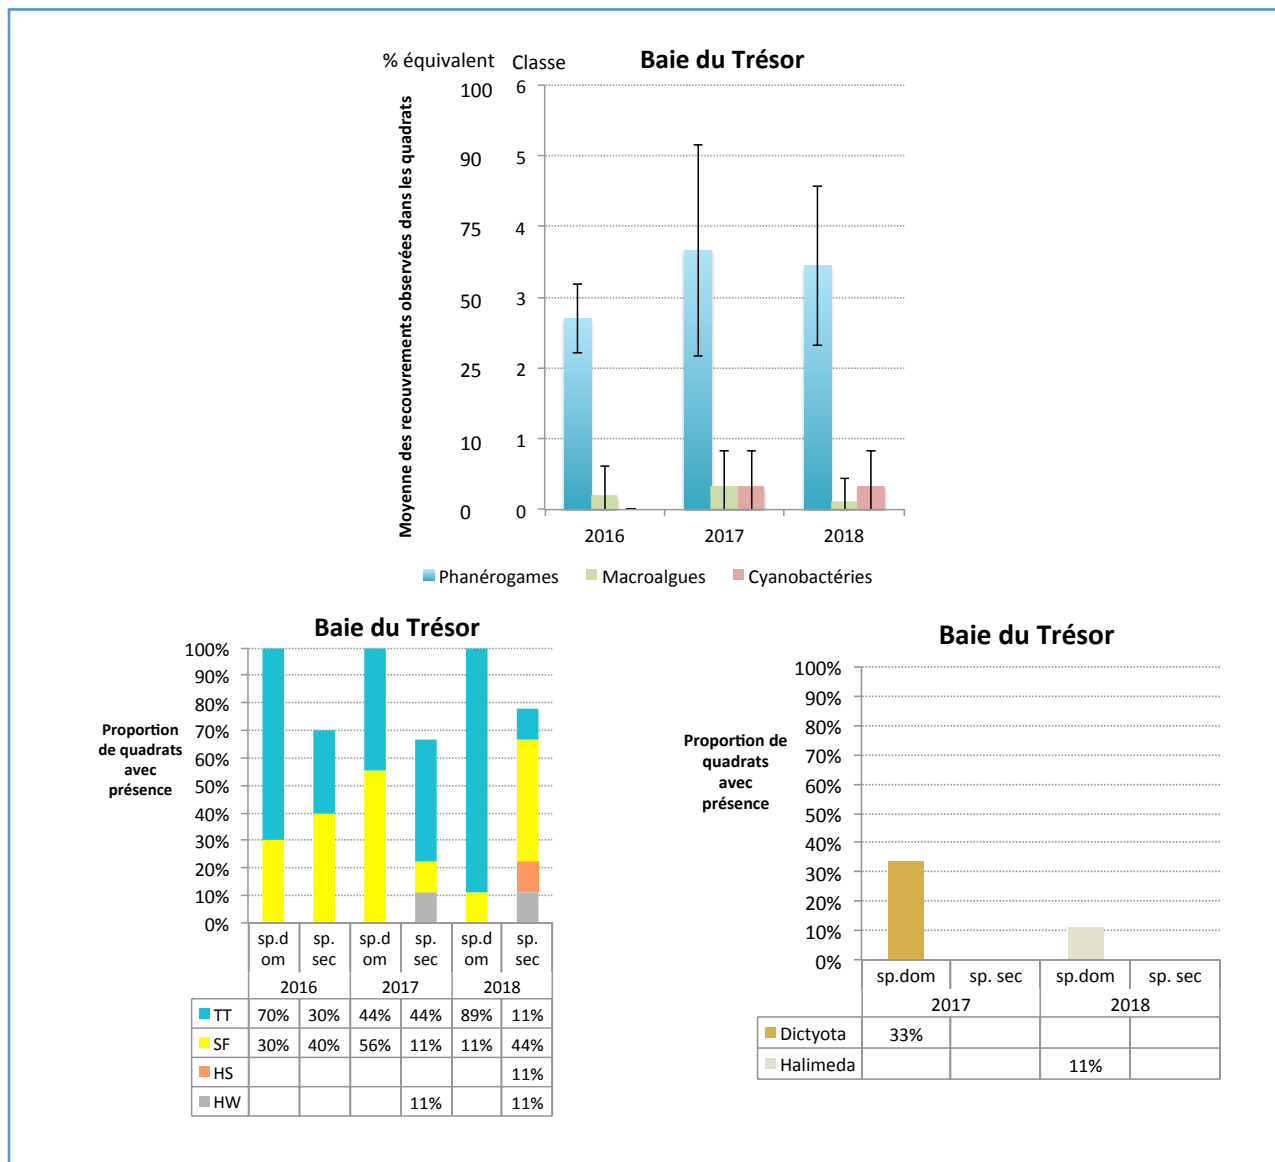 % équivalent Classe Baie du Trésor
Moyenne des recouvrements observées dans les quadrats
100 6
90 5
75 4
50 3
25 2
10 1
0 0
2016 2017 2018
Phanérogames Macroalgues Cyanobactéries
Baie du Trésor
Proportion
de quadrats
avec
présence
100%
90%
80%
70%
60%
50%
40%
30%
20%
10%
0%
sp.d sp. sp.d sp. sp.d sp.
om sec om sec om sec
2016 2017 2018
TT 70% 30% 44% 44% 89% 11%
SF 30% 40% 56% 11% 11% 44%
HS 11%
HW 11% 11%
Baie du Trésor
Proportion de
quadrats
avec
présence
100%
90%
80%
70%
60%
50%
40%
30%
20%
10%
0%
sp.dom sp. sec sp.dom sp. sec
2017 2018
Dictyota 33%
Halimeda 11%